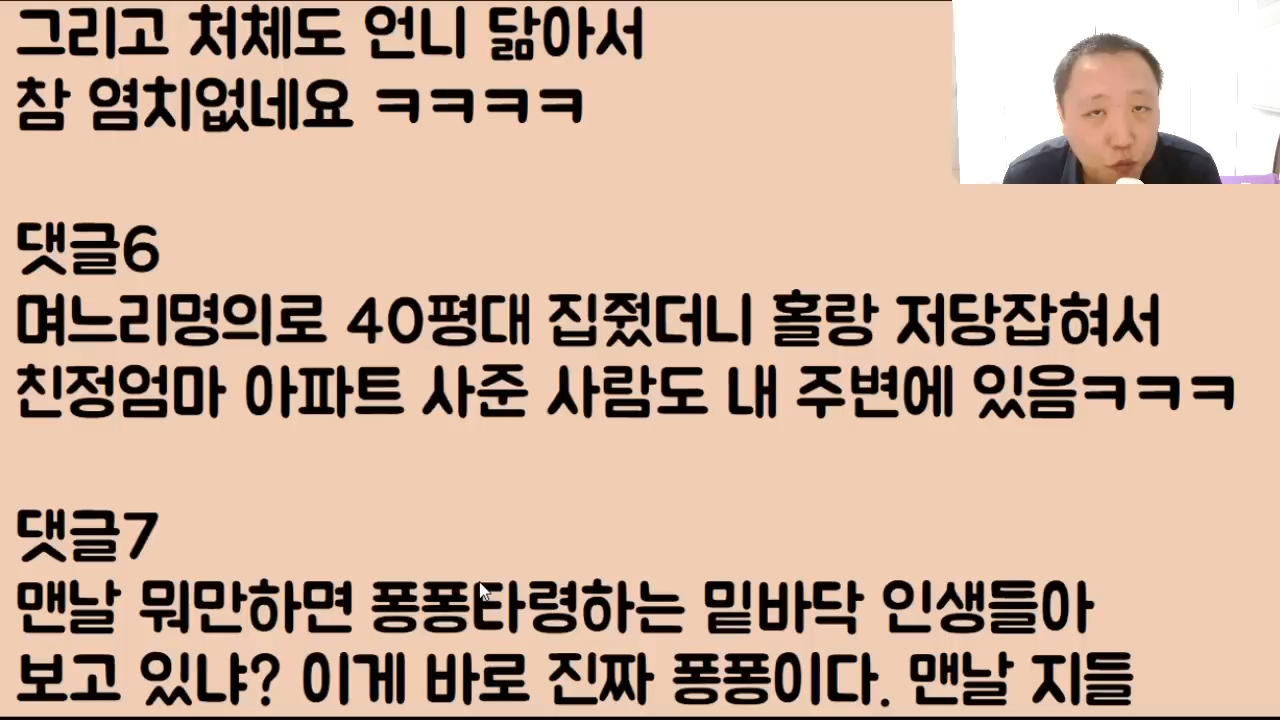 그리고 처체도 언니 닮아서
참 염치없네요 ㅋㅋㅋㅋ
댓글6
며느리명의로 40평대 집줬더니 홀랑 저당잡혀서
친정엄마 아파트 사준 사람도 내 주변에 있음ㅋㅋㅋ
댓글7
맨날 뭐만하면 퐁퐁타령하는 밑바닥 인생들아
보고 있냐? 이게 바로 진짜 퐁퐁이다. 맨날 지들